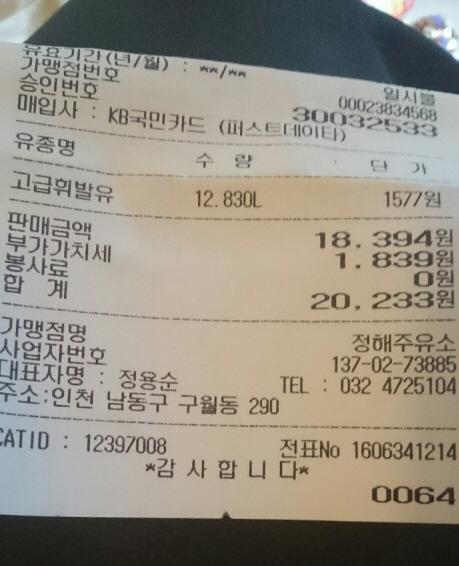 유효기간(년/월) : **/** 일시불
가맹점번호 00023834568
승인번호 30032533
매입사 : KB국민카드 (퍼스트데이타)
유종명 수 량 단 가
고급휘발유 12.830L 1577원
판매금액 18,394원
부가가치세 1,839원
봉사료 0원
합 계 20,233원
가맹점명 정해주유소
사업자번호 137-02-73885
대표자명 : 정용순 TEL : 032 4725104
주소:인천 남동구 구월동 290
CATID : 12397008 전표No 1606341214
*감 사 합 니 다*
0064